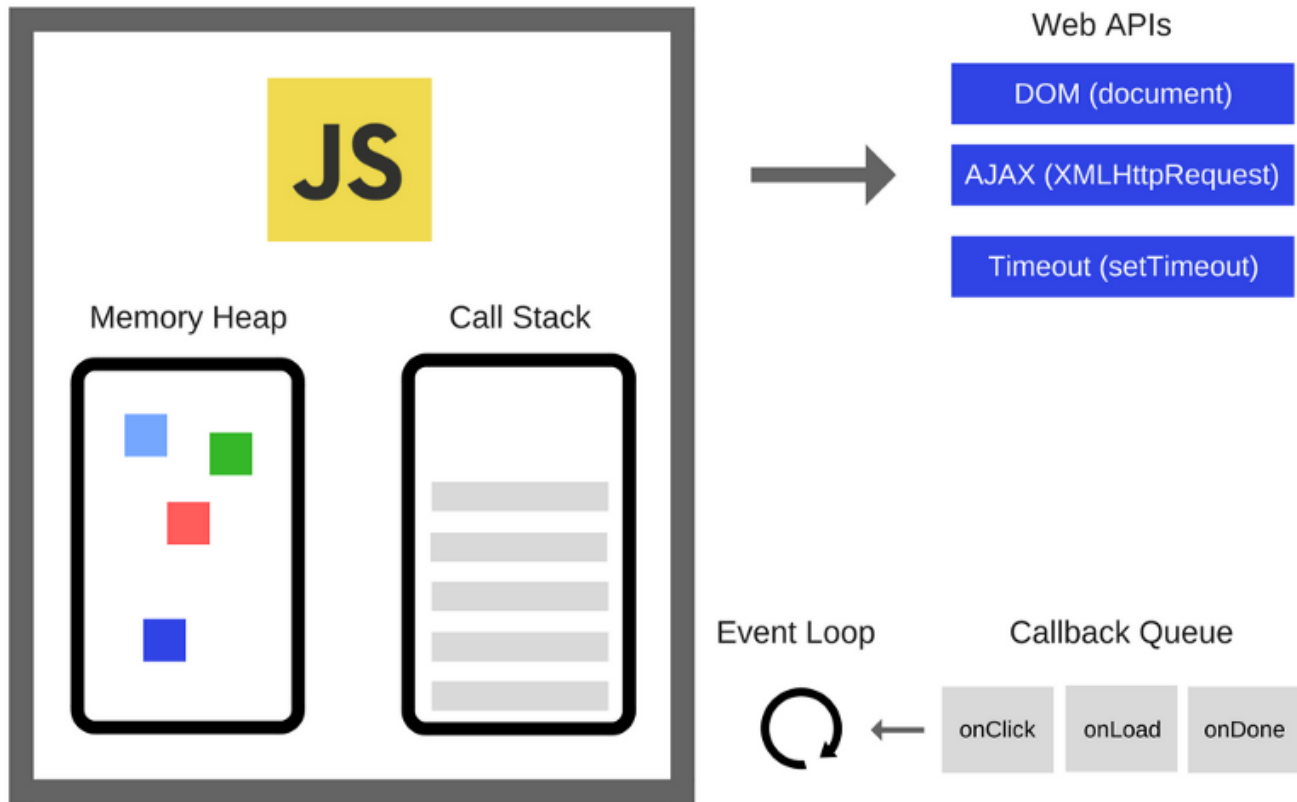 Web APIs
DOM (document)
JS
AJAX (XMLHttpRequest)
Timeout (setTimeout)
Memory Heap
Call Stack
Event Loop
Callback Queue
onClick
onLoad
onDone